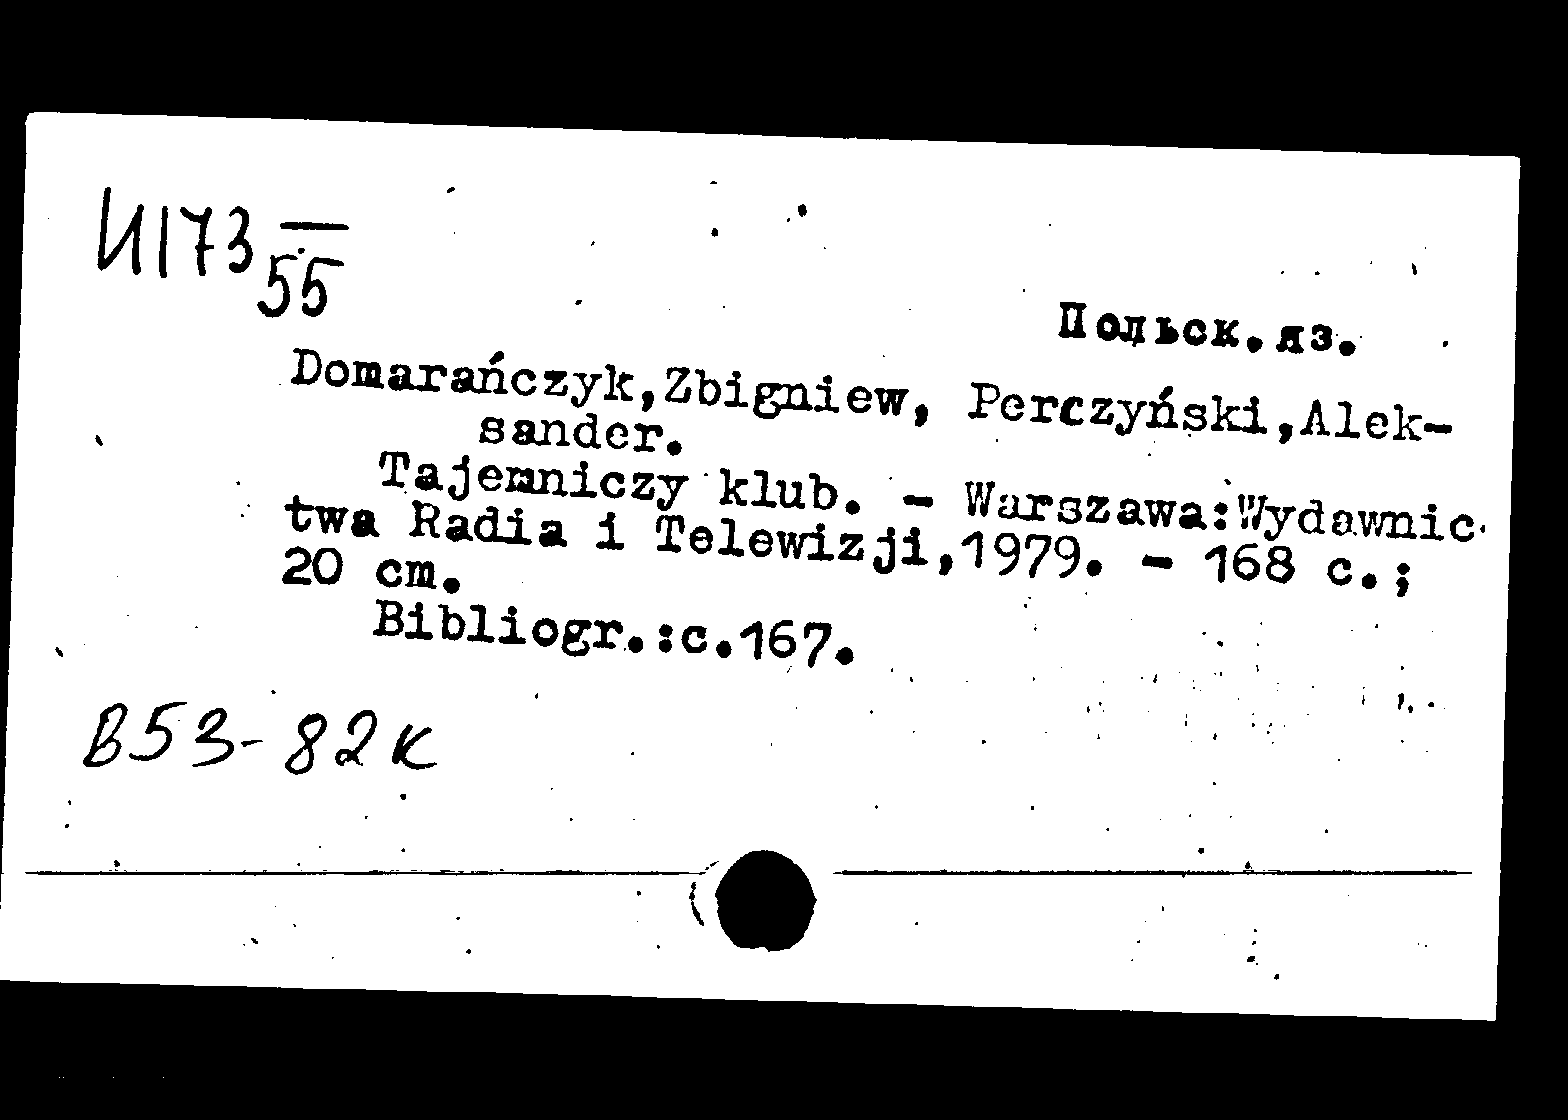 И173 —
55
Польск.яз.
Domarańczyk,Zbigniew, Perczyński,Alek-
sander.
Tajemniczy klub. - Warszawa:Wydawnic-
twa Radia i Telewizji,1979. - 168 с.;
20 cm.
Bibliogr.:с.167.
В53-82к